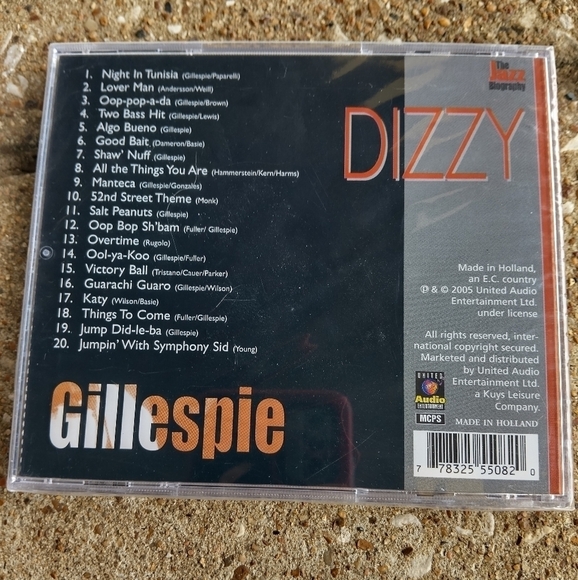 1. Night In Tunisia (Gillespie/Paparelli)
2. Lover Man (Andersson/Weill)
3. Oop-pop-a-da (Gillespie/Brown)
4. Two Bass Hit (Gillespie/Lewis)
5. Algo Bueno (Gillespie)
6. Good Bait (Dameron/Basie)
7. Shaw' Nuff (Gillespie)
8. All the Things You Are (Hammerstein/Kern/Harms)
9. Manteca (Gillespie/Gonzales)
10. 52nd Street Theme (Monk)
11. Salt Peanuts (Gillespie)
12. Oop Bop Sh'bam (Fuller/ Gillespie)
13. Overtime (Rugolo)
14. Ool-ya-Koo (Gillespie/Fuller)
15. Victory Ball (Tristano/Cauer/Parker)
16. Guarachi Guaro (Gillespie/Wilson)
17. Katy (Wilson/Basie)
18. Things To Come (Fuller/Gillespie)
19. Jump Did-le-ba (Gillespie)
20. Jumpin' With Symphony Sid (Young)
Gillespie
The
Jazz
Biography
DIZZY
Made in Holland,
an E.C. country
℗ & © 2005 United Audio
Entertainment Ltd.
under license
All rights reserved, inter-
national copyright secured.
Marketed and distributed
by United Audio
Entertainment Ltd.
a Kuys Leisure
Company.
UNITED
Audio
ENTERTAINMENT
MCPS
MADE IN HOLLAND
7 78325 55082 0